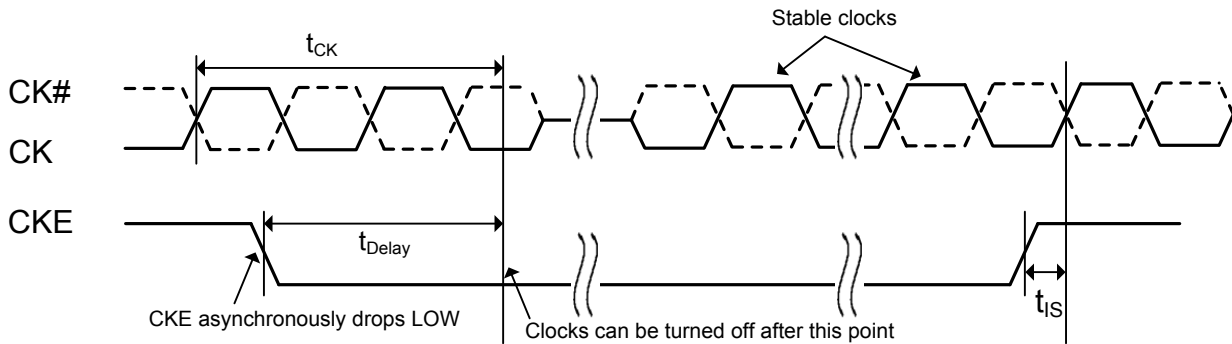 Stable clocks
tCK
CK#
CK
CKE
tDelay
tIS
CKE asynchronously drops LOW
Clocks can be turned off after this point